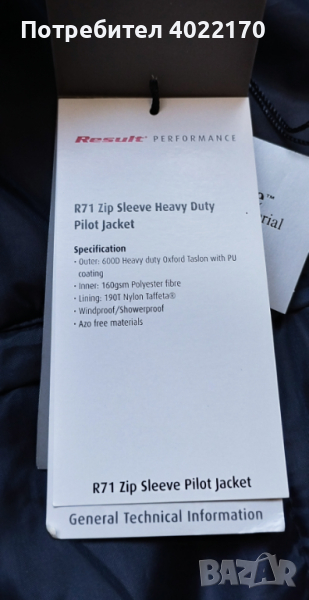 Потребител 4022170
Result PERFORMANCE
R71 Zip Sleeve Heavy Duty
Pilot Jacket
Specification
• Outer: 600D Heavy duty Oxford Taslon with PU
coating
• Inner: 160gsm Polyester fibre
• Lining: 190T Nylon Taffeta®
• Windproof/Showerproof
• Azo free materials
R71 Zip Sleeve Pilot Jacket
General Technical Information
BAZAR